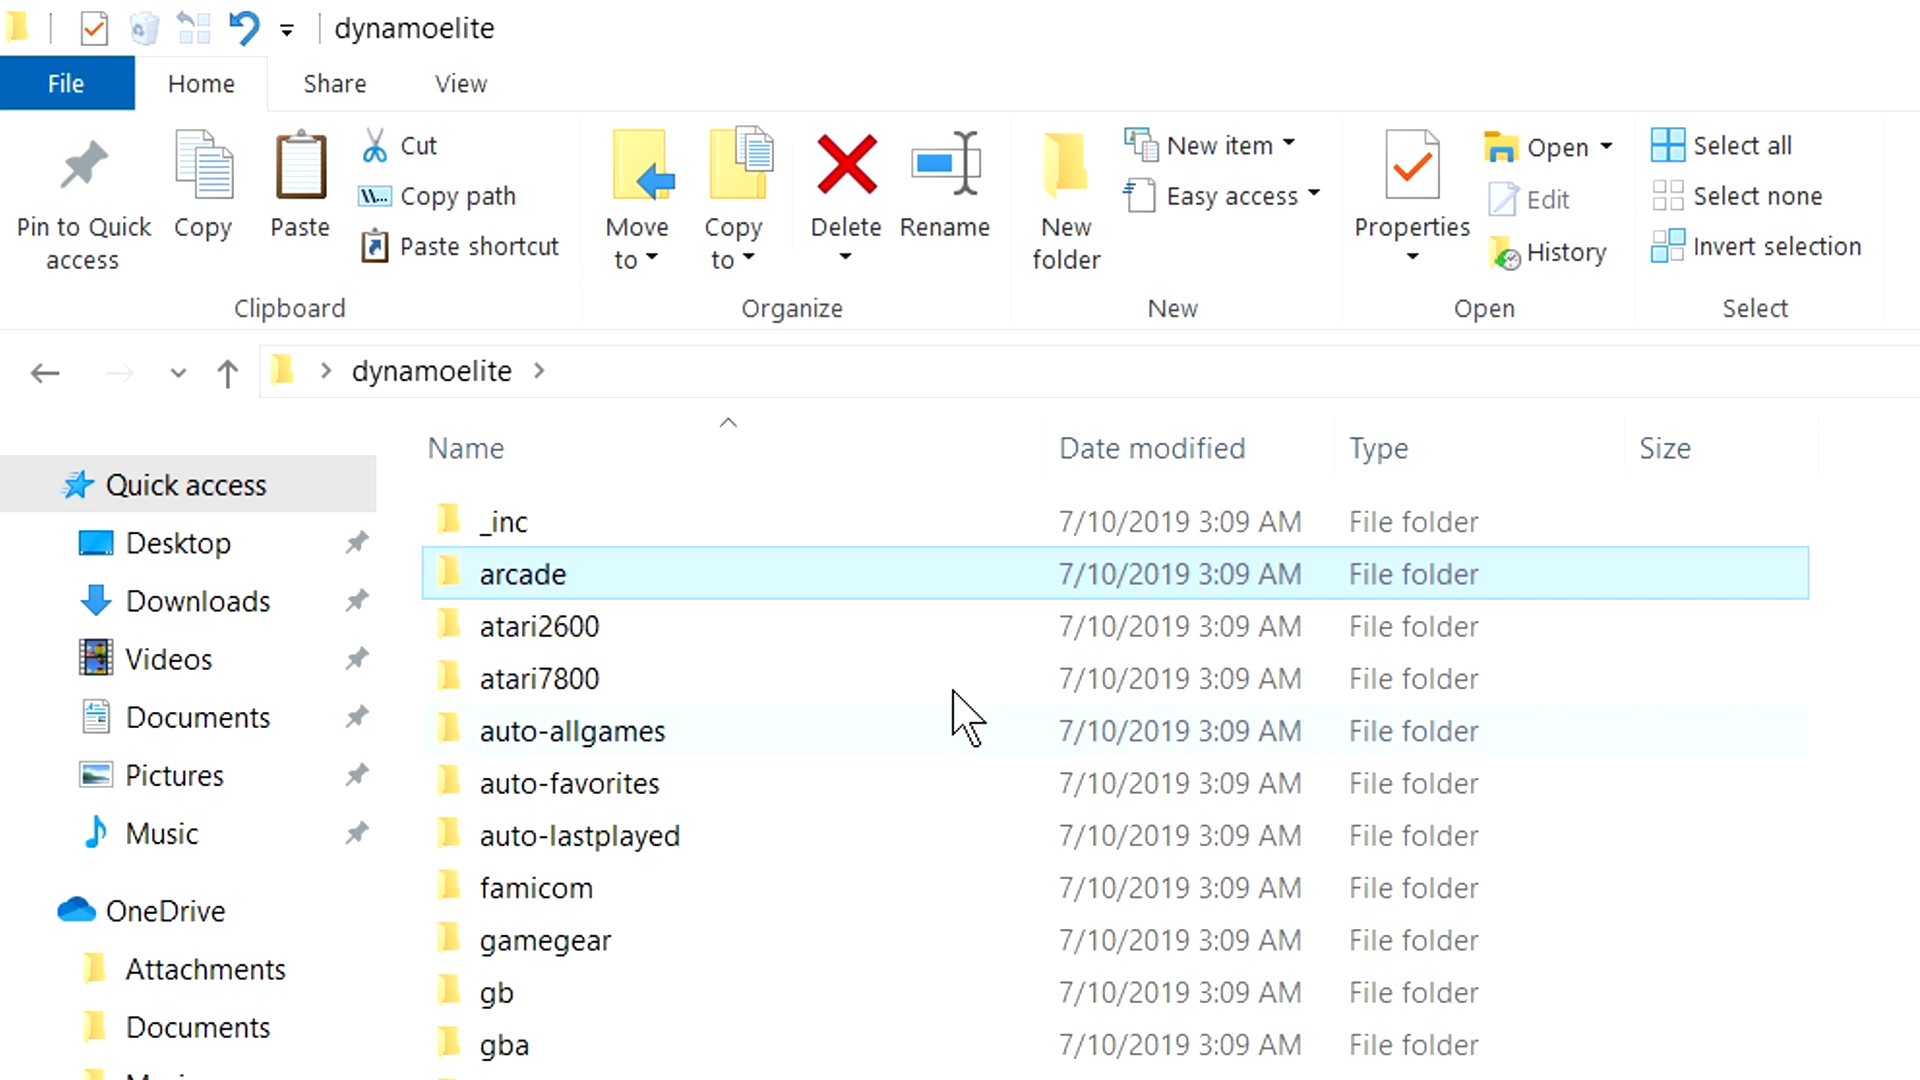 dynamoelite
File Home Share View
Pin to Quick access
Copy
Paste
Cut
Copy path
Paste shortcut
Clipboard
Move to
Copy to
Delete
Rename
Organize
New folder
New item
Easy access
New
Properties
Open
Edit
History
Open
Select all
Select none
Invert selection
Select
dynamoelite
Name Date modified Type Size
Quick access
Desktop
Downloads
Videos
Documents
Pictures
Music
OneDrive
Attachments
Documents
_inc 7/10/2019 3:09 AM File folder
arcade 7/10/2019 3:09 AM File folder
atari2600 7/10/2019 3:09 AM File folder
atari7800 7/10/2019 3:09 AM File folder
auto-allgames 7/10/2019 3:09 AM File folder
auto-favorites 7/10/2019 3:09 AM File folder
auto-lastplayed 7/10/2019 3:09 AM File folder
famicom 7/10/2019 3:09 AM File folder
gamegear 7/10/2019 3:09 AM File folder
gb 7/10/2019 3:09 AM File folder
gba 7/10/2019 3:09 AM File folder